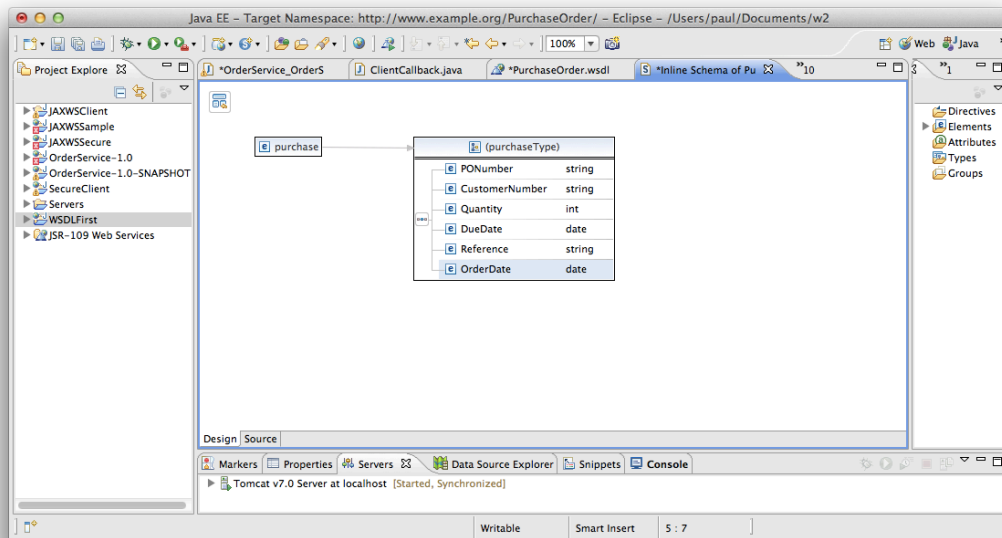 Java EE – Target Namespace: http://www.example.org/PurchaseOrder/ – Eclipse – /Users/paul/Documents/w2
100%
Web
Java
Project Explore
*OrderService_OrderS
ClientCallback.java
*PurchaseOrder.wsdl
*Inline Schema of Pu
»10
»1
JAXWSClient
JAXWSSample
JAXWSSecure
OrderService-1.0
OrderService-1.0-SNAPSHOT
SecureClient
Servers
WSDLFirst
JSR-109 Web Services
purchase
(purchaseType)
PONumber string
CustomerNumber string
Quantity int
DueDate date
Reference string
OrderDate date
Directives
Elements
Attributes
Types
Groups
Design Source
Markers Properties Servers Data Source Explorer Snippets Console
Tomcat v7.0 Server at localhost [Started, Synchronized]
Writable Smart Insert 5 : 7